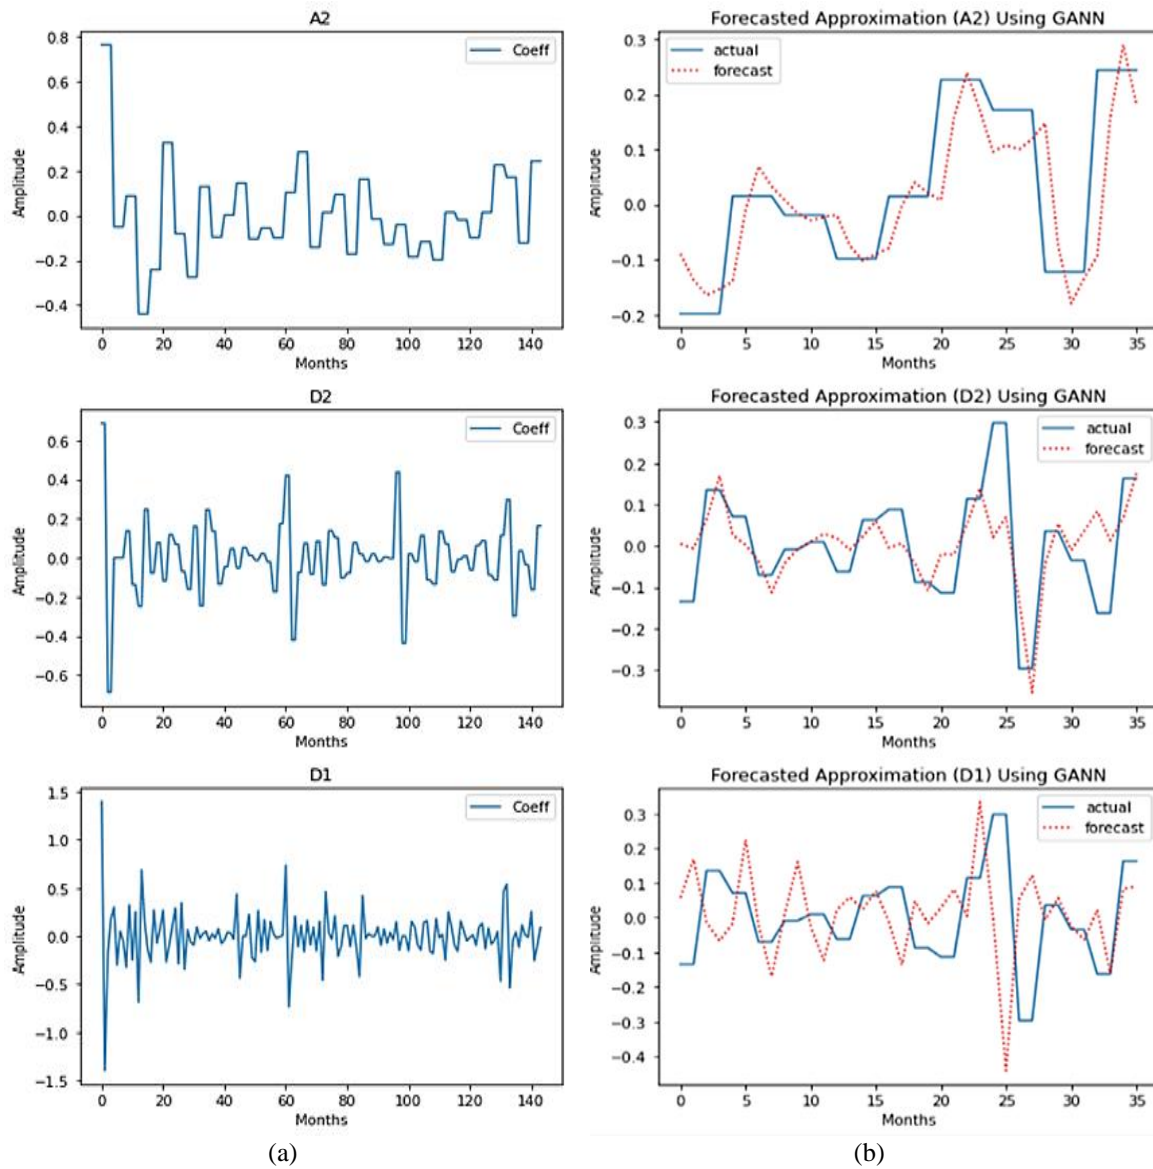 A2
Coeff
Amplitude
0.8
0.6
0.4
0.2
0.0
−0.2
−0.4
0 20 40 60 80 100 120 140
Months
Forecasted Approximation (A2) Using GANN
actual
forecast
Amplitude
0.3
0.2
0.1
0.0
−0.1
−0.2
0 5 10 15 20 25 30 35
Months
D2
Coeff
Amplitude
0.6
0.4
0.2
0.0
−0.2
−0.4
−0.6
0 20 40 60 80 100 120 140
Months
Forecasted Approximation (D2) Using GANN
actual
forecast
Amplitude
0.3
0.2
0.1
0.0
−0.1
−0.2
−0.3
0 5 10 15 20 25 30 35
Months
D1
Coeff
Amplitude
1.5
1.0
0.5
0.0
−0.5
−1.0
−1.5
0 20 40 60 80 100 120 140
Months
Forecasted Approximation (D1) Using GANN
actual
forecast
Amplitude
0.3
0.2
0.1
0.0
−0.1
−0.2
−0.3
−0.4
0 5 10 15 20 25 30 35
Months
(a)
(b)